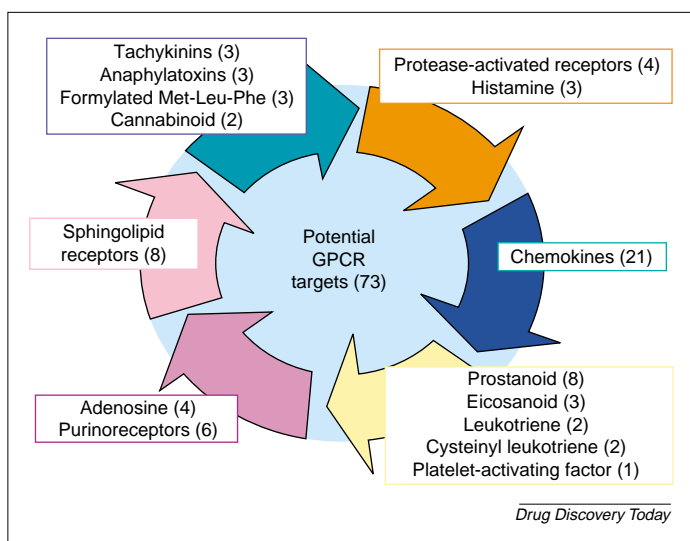 Tachykinins (3)
Anaphylatoxins (3)
Formylated Met-Leu-Phe (3)
Cannabinoid (2)
Protease-activated receptors (4)
Histamine (3)
Sphingolipid
receptors (8)
Potential
GPCR
targets (73)
Chemokines (21)
Adenosine (4)
Purinoreceptors (6)
Prostanoid (8)
Eicosanoid (3)
Leukotriene (2)
Cysteinyl leukotriene (2)
Platelet-activating factor (1)
Drug Discovery Today